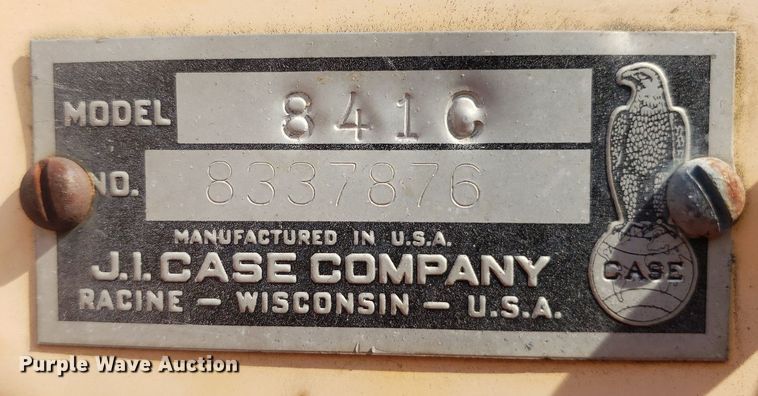 MODEL 841C
NO. 8337876
MANUFACTURED IN U.S.A.
J.I. CASE COMPANY
RACINE – WISCONSIN – U.S.A.
CASE
Purple Wave Auction